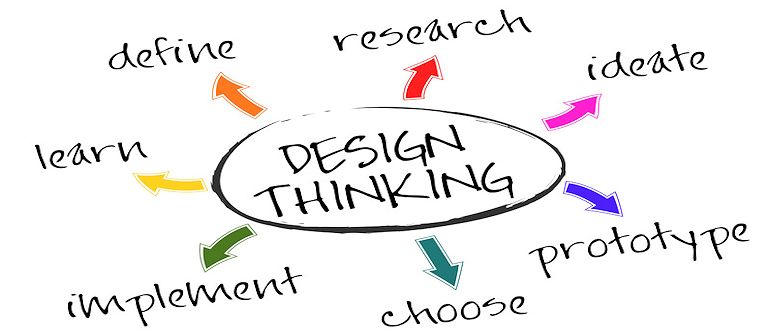 define
research
ideate
learn
DESIGN
THINKING
prototype
implement
choose